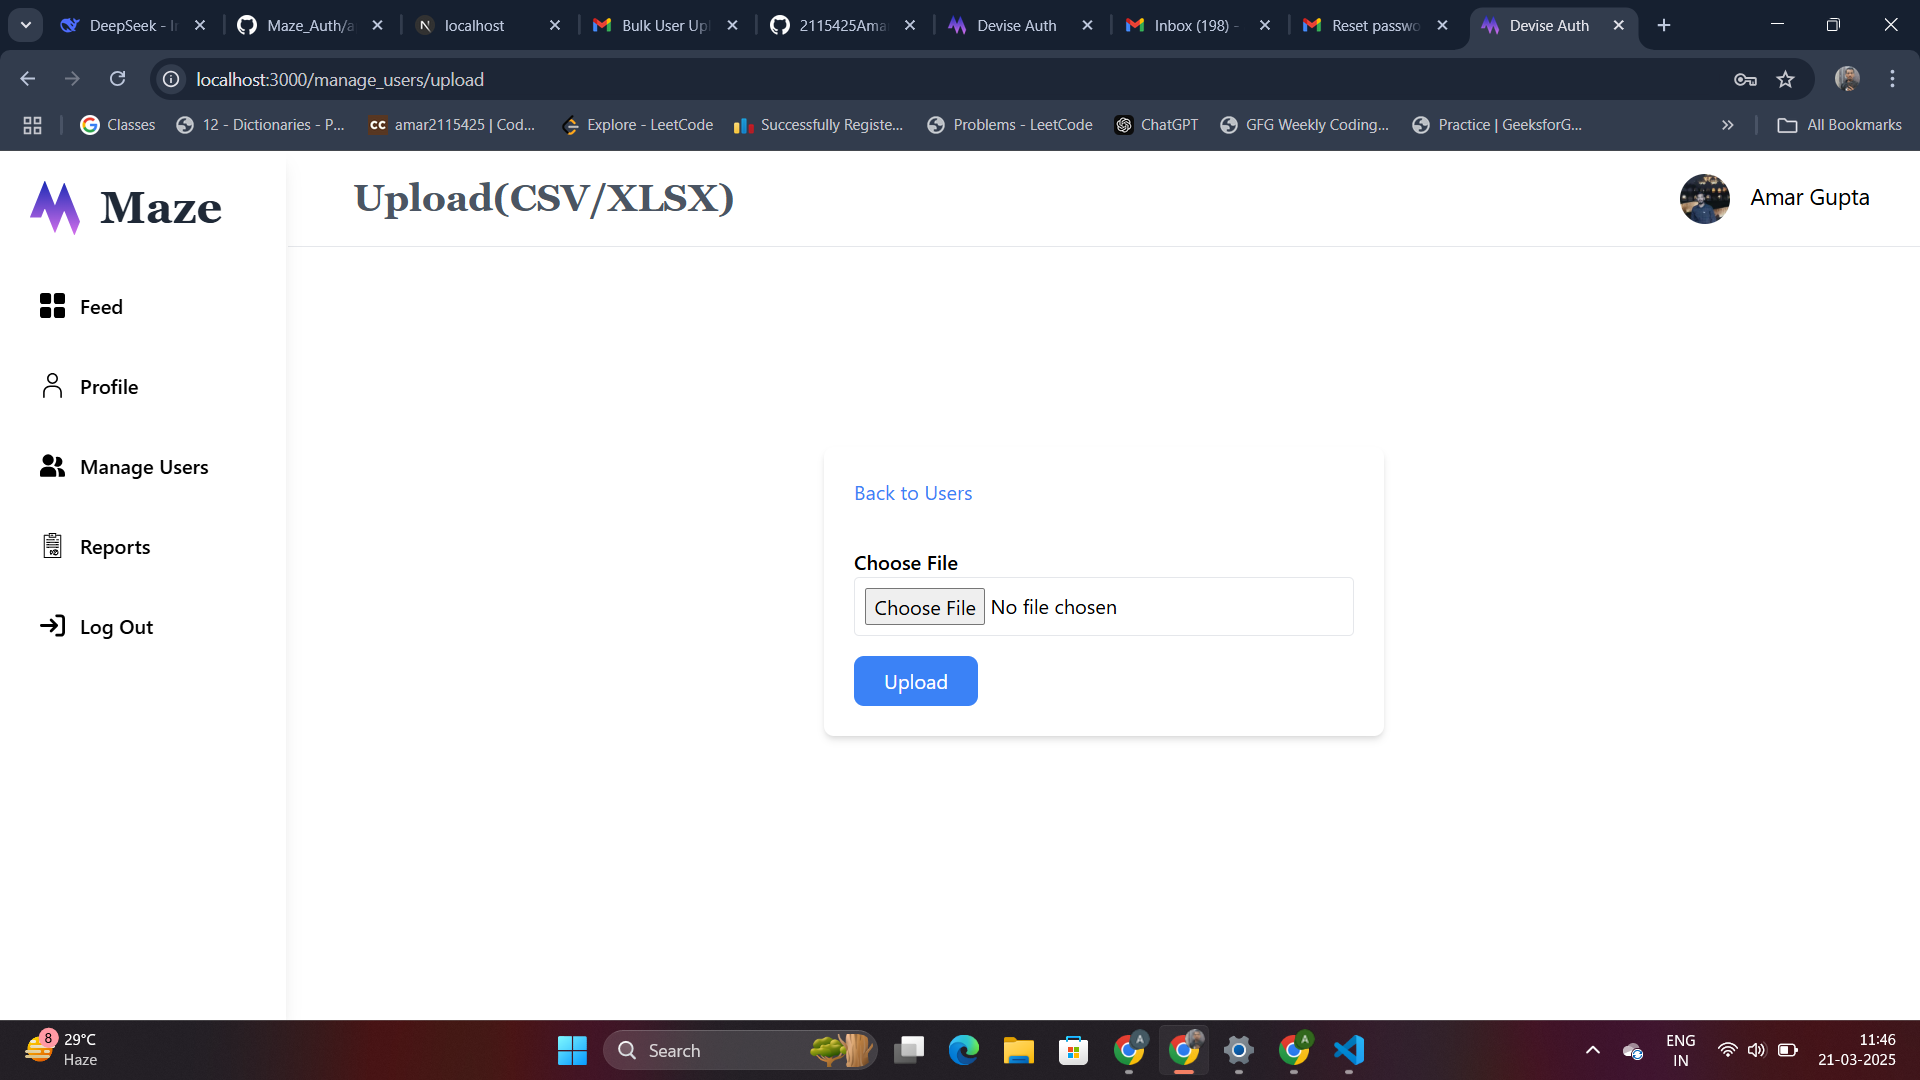 DeepSeek - I
Maze_Auth/a
localhost
Bulk User Up
2115425Ama
Devise Auth
Inbox (198) -
Reset passwo
Devise Auth
localhost:3000/manage_users/upload
Classes
12 - Dictionaries - P...
CC amar2115425 | Cod...
Explore - LeetCode
Successfully Registe...
Problems - LeetCode
ChatGPT
GFG Weekly Coding...
Practice | GeeksforG...
All Bookmarks
Maze
Upload(CSV/XLSX)
Amar Gupta
Feed
Profile
Manage Users
Reports
Log Out
Back to Users
Choose File
Choose File No file chosen
Upload
8
29°C
Haze
Search
A
A
ENG
IN
11:46
21-03-2025